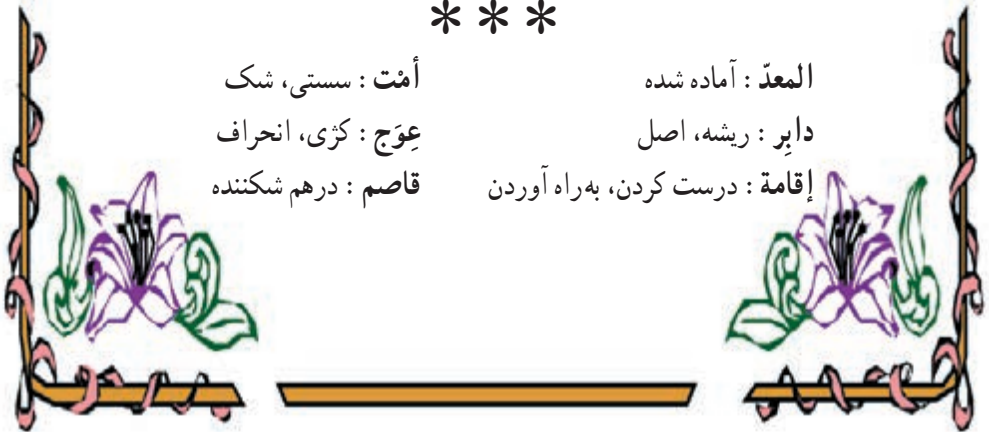 * * *
المعدّ : آماده شده
أمْت : سستی، شک
دابِر : ریشه، اصل
عِوَج : کژی، انحراف
إقامة : درست کردن، به‌راه آوردن
قاصم : درهم شکننده